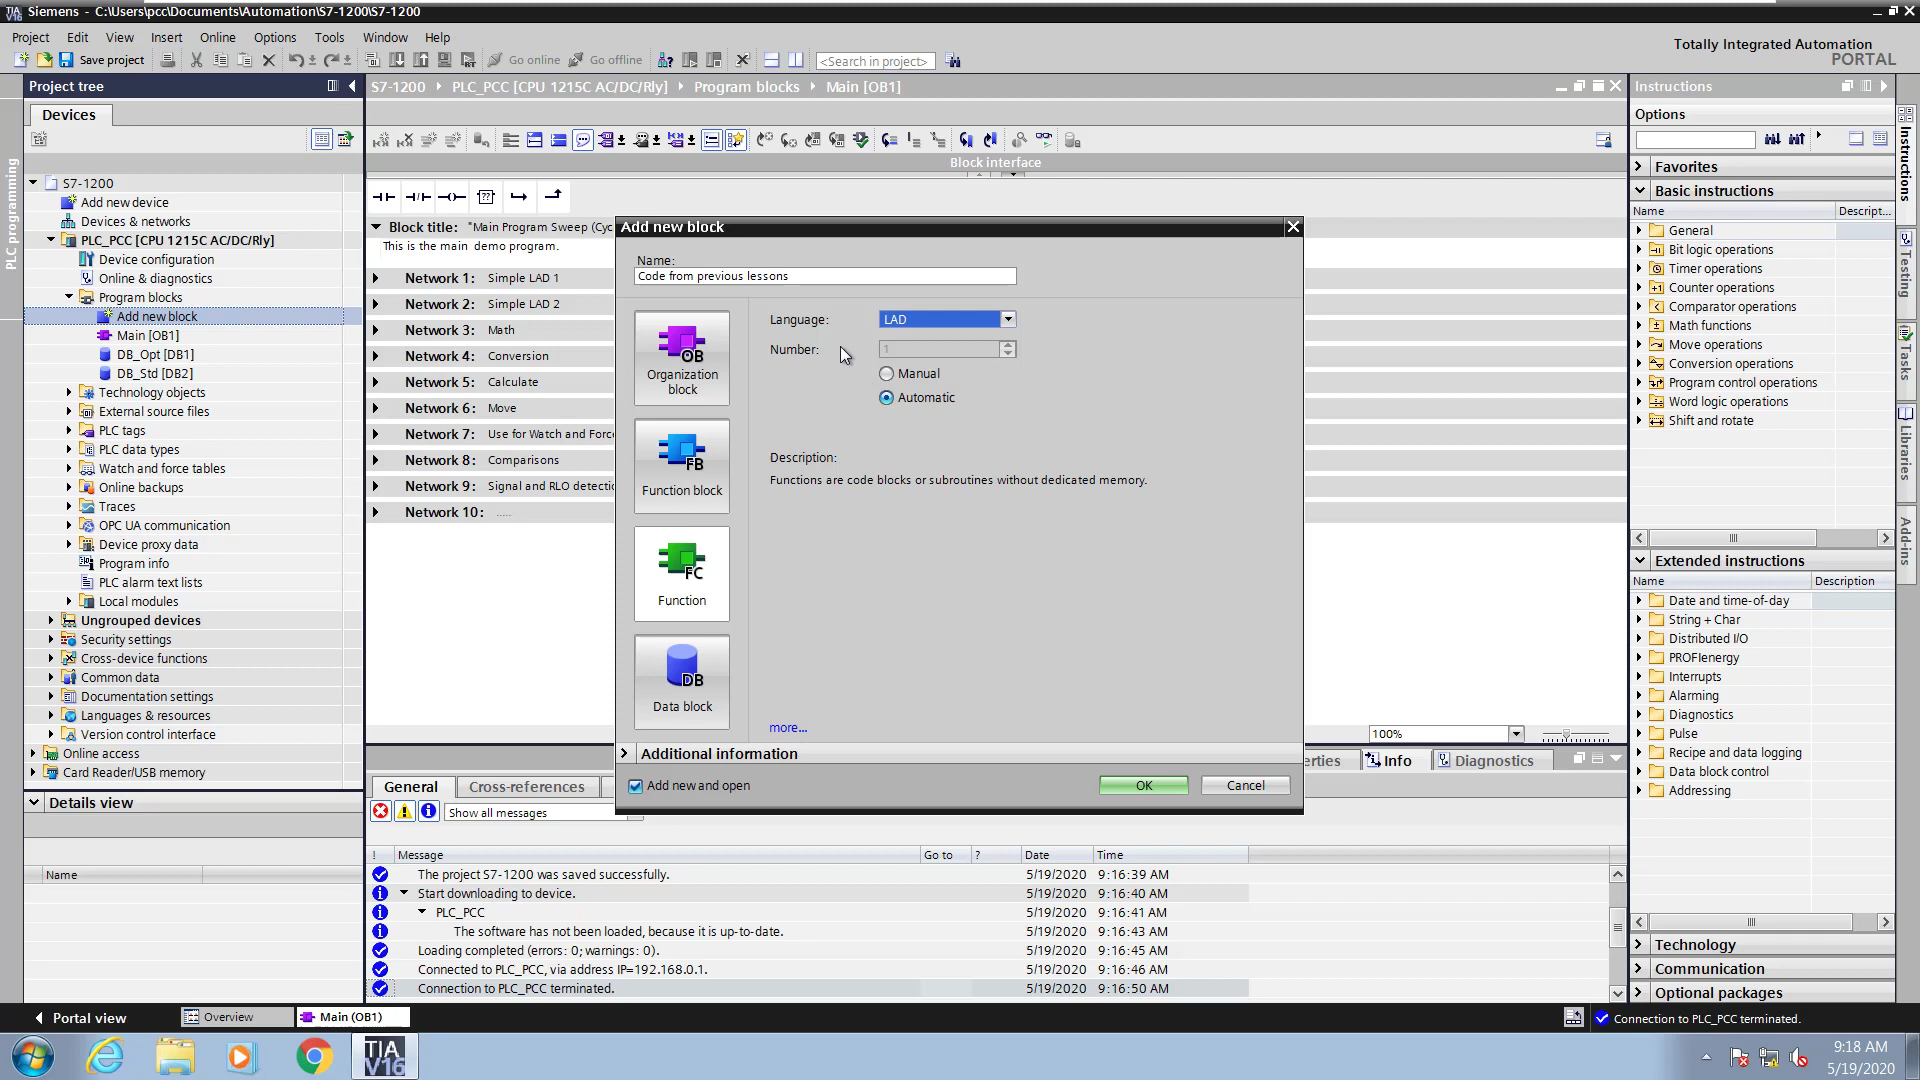 Siemens - C:\Users\pcc\Documents\Automation\S7-1200\S7-1200
Project Edit View Insert Online Options Tools Window Help
Totally Integrated Automation
PORTAL
Save project
Go online
Go offline
<Search in project>
Project tree
S7-1200 PLC_PCC [CPU 1215C AC/DC/Rly] Program blocks Main [OB1]
Instructions
Devices
Options
Block interface
PLC programming
Favorites
Basic instructions
Name Descript...
General
Bit logic operations
Timer operations
Counter operations
Comparator operations
Math functions
Move operations
Conversion operations
Program control operations
Word logic operations
Shift and rotate
Extended instructions
Name Description
Date and time-of-day
String + Char
Distributed I/O
PROFIenergy
Interrupts
Alarming
Diagnostics
Pulse
Recipe and data logging
Data block control
Addressing
Technology
Communication
Optional packages
Instructions
Testing
Tasks
Libraries
Add-ins
S7-1200
Add new device
Devices & networks
PLC_PCC [CPU 1215C AC/DC/Rly]
Device configuration
Online & diagnostics
Program blocks
Add new block
Main [OB1]
DB_Opt [DB1]
DB_Std [DB2]
Technology objects
External source files
PLC tags
PLC data types
Watch and force tables
Online backups
Traces
OPC UA communication
Device proxy data
Program info
PLC alarm text lists
Local modules
Ungrouped devices
Security settings
Cross-device functions
Common data
Documentation settings
Languages & resources
Version control interface
Online access
Card Reader/USB memory
Details view
Name
Block title: "Main Program Sweep (Cyc
This is the main demo program.
Network 1: Simple LAD 1
Network 2: Simple LAD 2
Network 3: Math
Network 4: Conversion
Network 5: Calculate
Network 6: Move
Network 7: Use for Watch and Force
Network 8: Comparisons
Network 9: Signal and RLO detectio
Network 10: .....
Add new block
Name:
Code from previous lessons
OB
Organization
block
FB
Function block
FC
Function
DB
Data block
Language: LAD
Number: 1
Manual
Automatic
Description:
Functions are code blocks or subroutines without dedicated memory.
more...
Additional information
Add new and open
OK
Cancel
100%
erties
Info
Diagnostics
General
Cross-references
Show all messages
! Message Go to ? Date Time
The project S7-1200 was saved successfully. 5/19/2020 9:16:39 AM
Start downloading to device. 5/19/2020 9:16:40 AM
PLC_PCC 5/19/2020 9:16:41 AM
The software has not been loaded, because it is up-to-date. 5/19/2020 9:16:43 AM
Loading completed (errors: 0; warnings: 0). 5/19/2020 9:16:45 AM
Connected to PLC_PCC, via address IP=192.168.0.1. 5/19/2020 9:16:46 AM
Connection to PLC_PCC terminated. 5/19/2020 9:16:50 AM
Portal view
Overview
Main (OB1)
Connection to PLC_PCC terminated.
TIA
V16
9:18 AM
5/19/2020